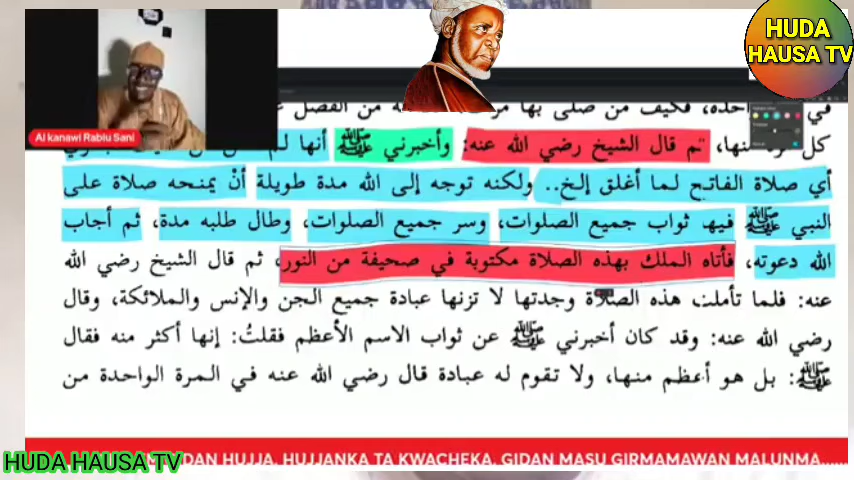 HUDA
HAUSA TV
Al kanawi Rabiu Sani
فكيف من صلى بها
من الفضل
ثم قال الشيخ رضي الله عنه: وأخبرني ﷺ أنها لم
أي صلاة الفاتح لما أغلق إلخ.. ولكنه توجه إلى الله مدة طويلة أنْ يمنحه صلاة على
النبي ﷺ فيها ثواب جميع الصلوات، وسر جميع الصلوات، وطال طلبه مدة، ثم أجاب
الله دعوته، فأتاه الملك بهذه الصلاة مكتوبة في صحيفة من النور، ثم قال الشيخ رضي الله
عنه: فلما تأملت هذه الصلاة وجدتها لا تزنها عبادة جميع الجن والإنس والملائكة، وقال
رضي الله عنه: وقد كان أخبرني ﷺ عن ثواب الاسم الأعظم فقلتُ: إنها أكثر منه فقال
ﷺ: بل هو أعظم منها، ولا تقوم له عبادة قال رضي الله عنه في المرة الواحدة من
DAN HUJJA, HUJJANKA TA KWACHEKA, GIDAN MASU GIRMAMAWAN MALUNMA......
HUDA HAUSA TV